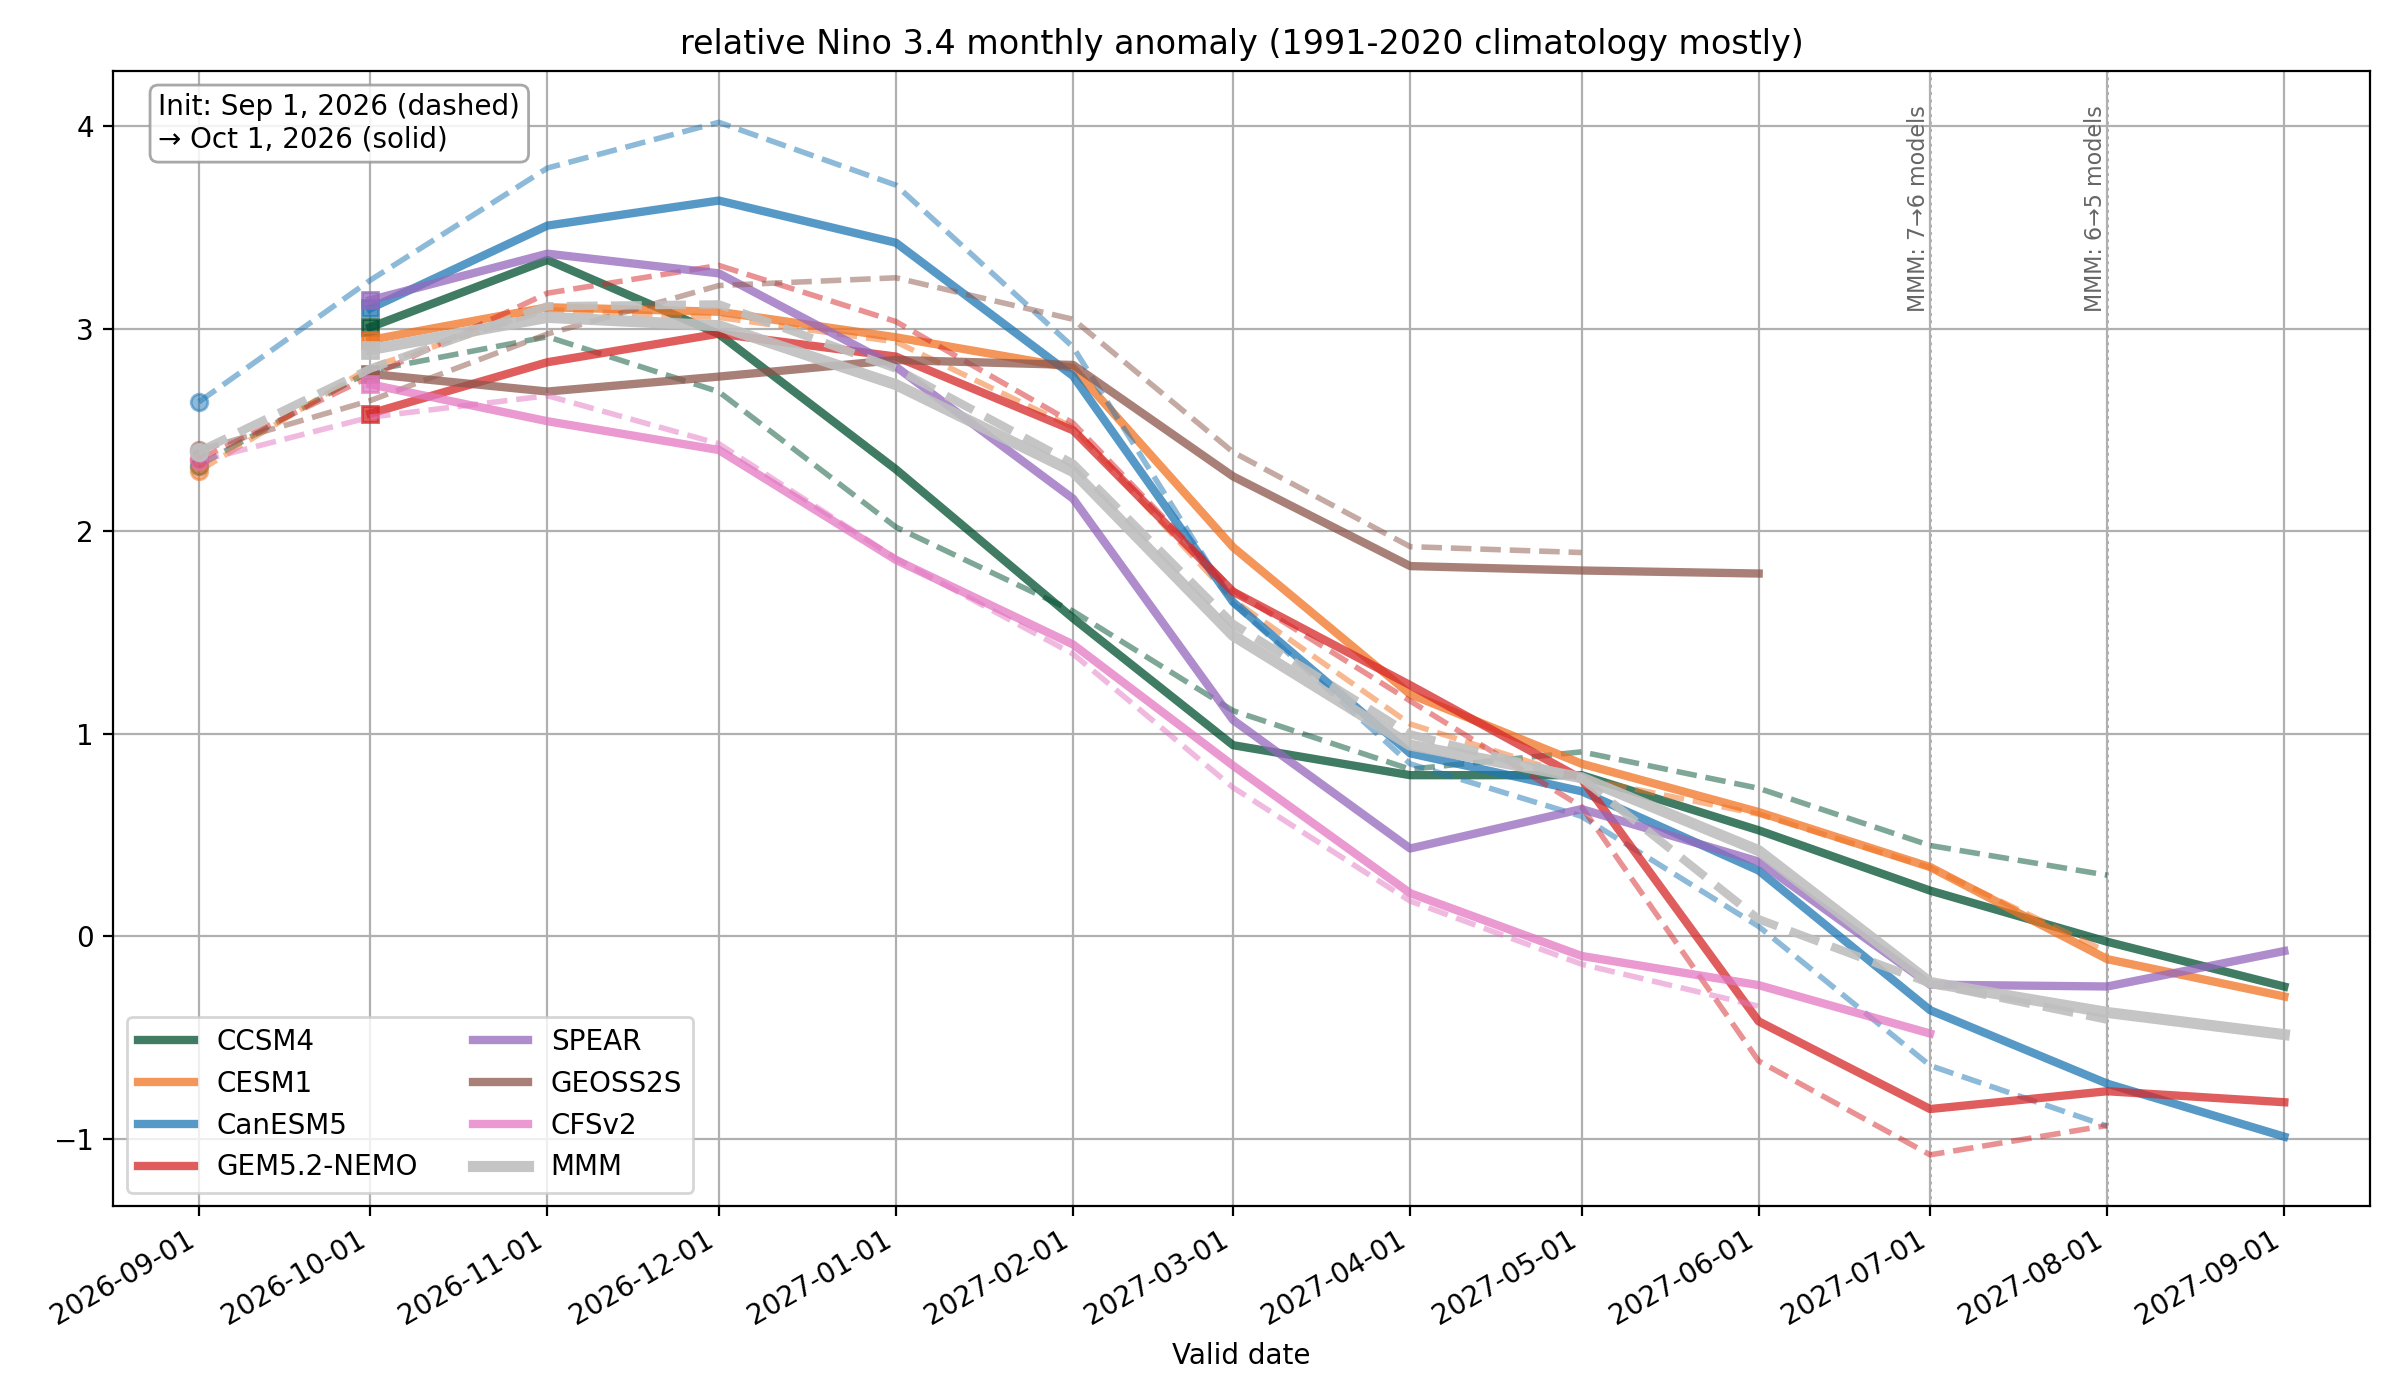 relative Nino 3.4 monthly anomaly (1991-2020 climatology mostly)
Init: Sep 1, 2026 (dashed)
→ Oct 1, 2026 (solid)
MMM: 7→6 models
MMM: 6→5 models
4
3
2
1
0
−1
CCSM4
CESM1
CanESM5
GEM5.2-NEMO
SPEAR
GEOSS2S
CFSv2
MMM
2026-09-01
2026-10-01
2026-11-01
2026-12-01
2027-01-01
2027-02-01
2027-03-01
2027-04-01
2027-05-01
2027-06-01
2027-07-01
2027-08-01
2027-09-01
Valid date